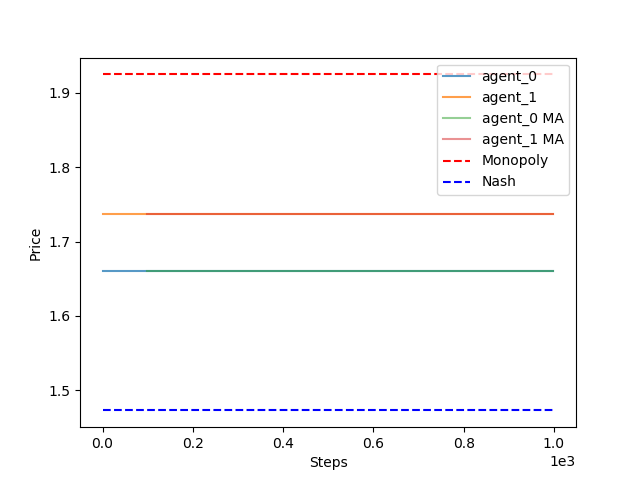 agent_0
agent_1
agent_0 MA
agent_1 MA
Monopoly
Nash
1.9
1.8
1.7
1.6
1.5
Price
0.0 0.2 0.4 0.6 0.8 1.0
1e3
Steps